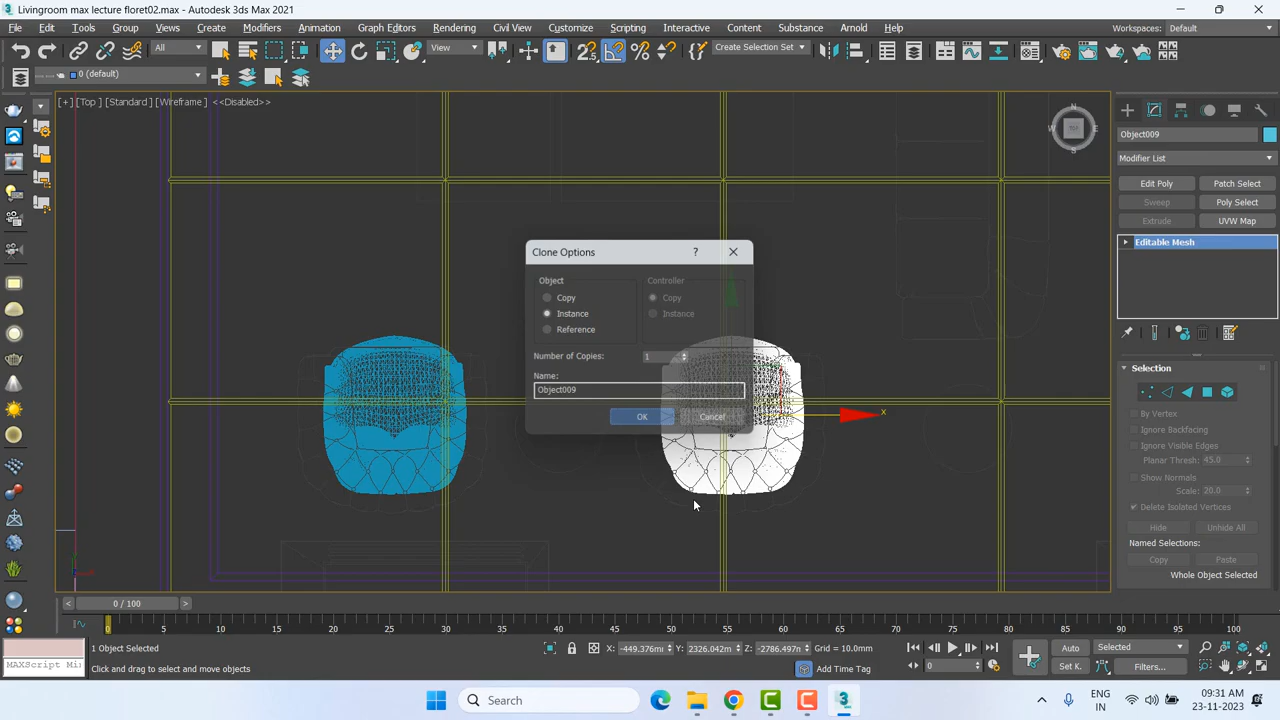 Livingroom max lecture floret02.max - Autodesk 3ds Max 2021
File Edit Tools Group Views Create Modifiers Animation Graph Editors Rendering Civil View Customize Scripting Interactive Content Substance Arnold Help
Workspaces: Default
All
View
Create Selection Set
0 (default)
[+] [Top ] [Standard ] [Wireframe ] <<Disabled>>
N
W
E
S
Object009
Modifier List
Edit Poly
Patch Select
Sweep
Poly Select
Extrude
UVW Map
Editable Mesh
Clone Options
?
Object
Controller
Copy
Copy
Instance
Instance
Reference
Number of Copies: 1
Name:
Object009
OK
Cancel
x
Selection
By Vertex
Ignore Backfacing
Ignore Visible Edges
Planar Thresh: 45.0
Show Normals
Scale: 20.0
Delete Isolated Vertices
Hide
Unhide All
Named Selections:
Copy
Paste
Whole Object Selected
0 / 100
0 5 10 15 20 25 30 35 40 45 50 55 60 65 70 75 80 85 90 95 100
MAXScript Mi
1 Object Selected
Click and drag to select and move objects
X: -449.376m
Y: 2326.042m
Z: -2786.497n
Grid = 10.0mm
Add Time Tag
0
Auto
Selected
Set K.
Filters...
Search
3
ENG
IN
09:31 AM
23-11-2023